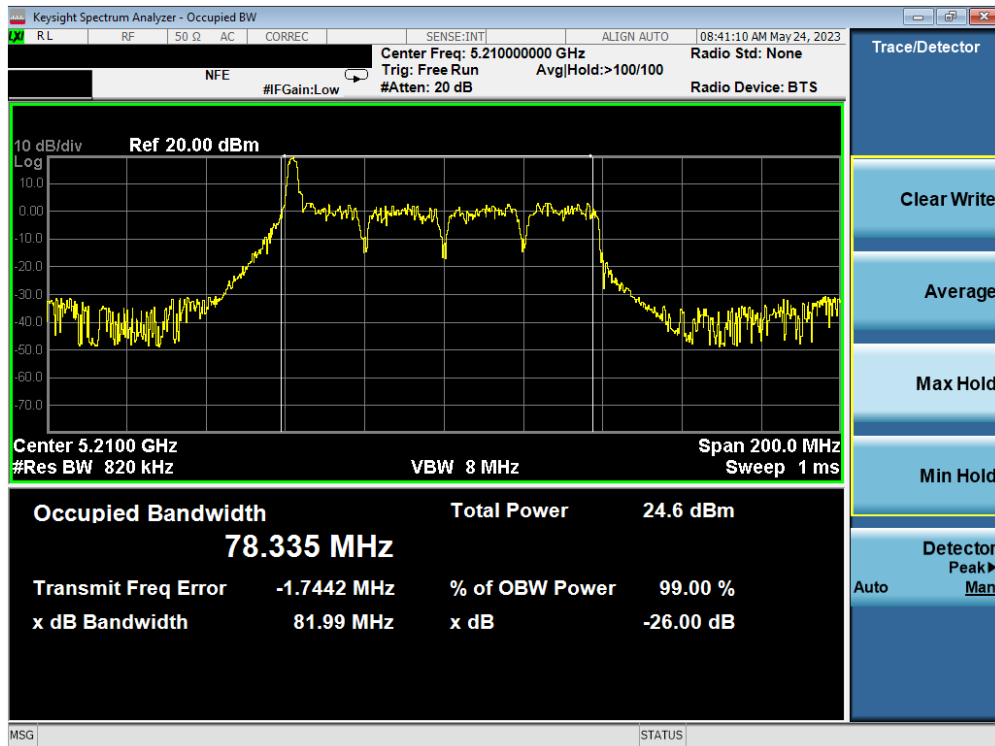 Keysight Spectrum Analyzer - Occupied BW
LXI RL RF 50 Ω AC CORREC SENSE:INT ALIGN AUTO 08:41:10 AM May 24, 2023
Center Freq: 5.210000000 GHz Radio Std: None
NFE Trig: Free Run Avg|Hold:>100/100
#IFGain:Low #Atten: 20 dB Radio Device: BTS
10 dB/div Ref 20.00 dBm
Log
10.0
0.00
-10.0
-20.0
-30.0
-40.0
-50.0
-60.0
-70.0
Center 5.2100 GHz Span 200.0 MHz
#Res BW 820 kHz VBW 8 MHz Sweep 1 ms
Occupied Bandwidth Total Power 24.6 dBm
78.335 MHz
Transmit Freq Error -1.7442 MHz % of OBW Power 99.00 %
x dB Bandwidth 81.99 MHz x dB -26.00 dB
MSG STATUS
Trace/Detector
Clear Write
Average
Max Hold
Min Hold
Detector
Peak▶
Auto Man